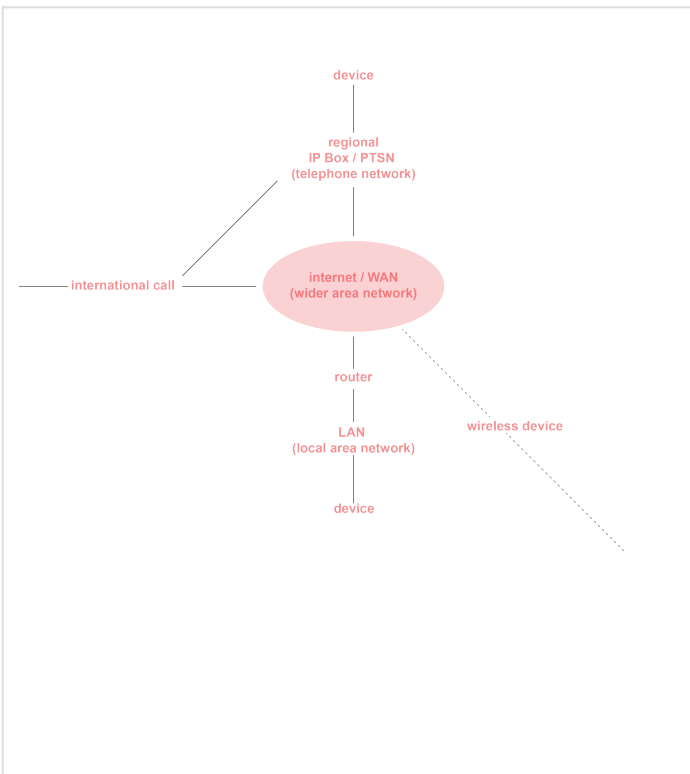 device
regional
IP Box / PTSN
(telephone network)
international call
internet / WAN
(wider area network)
router
LAN
(local area network)
wireless device
device